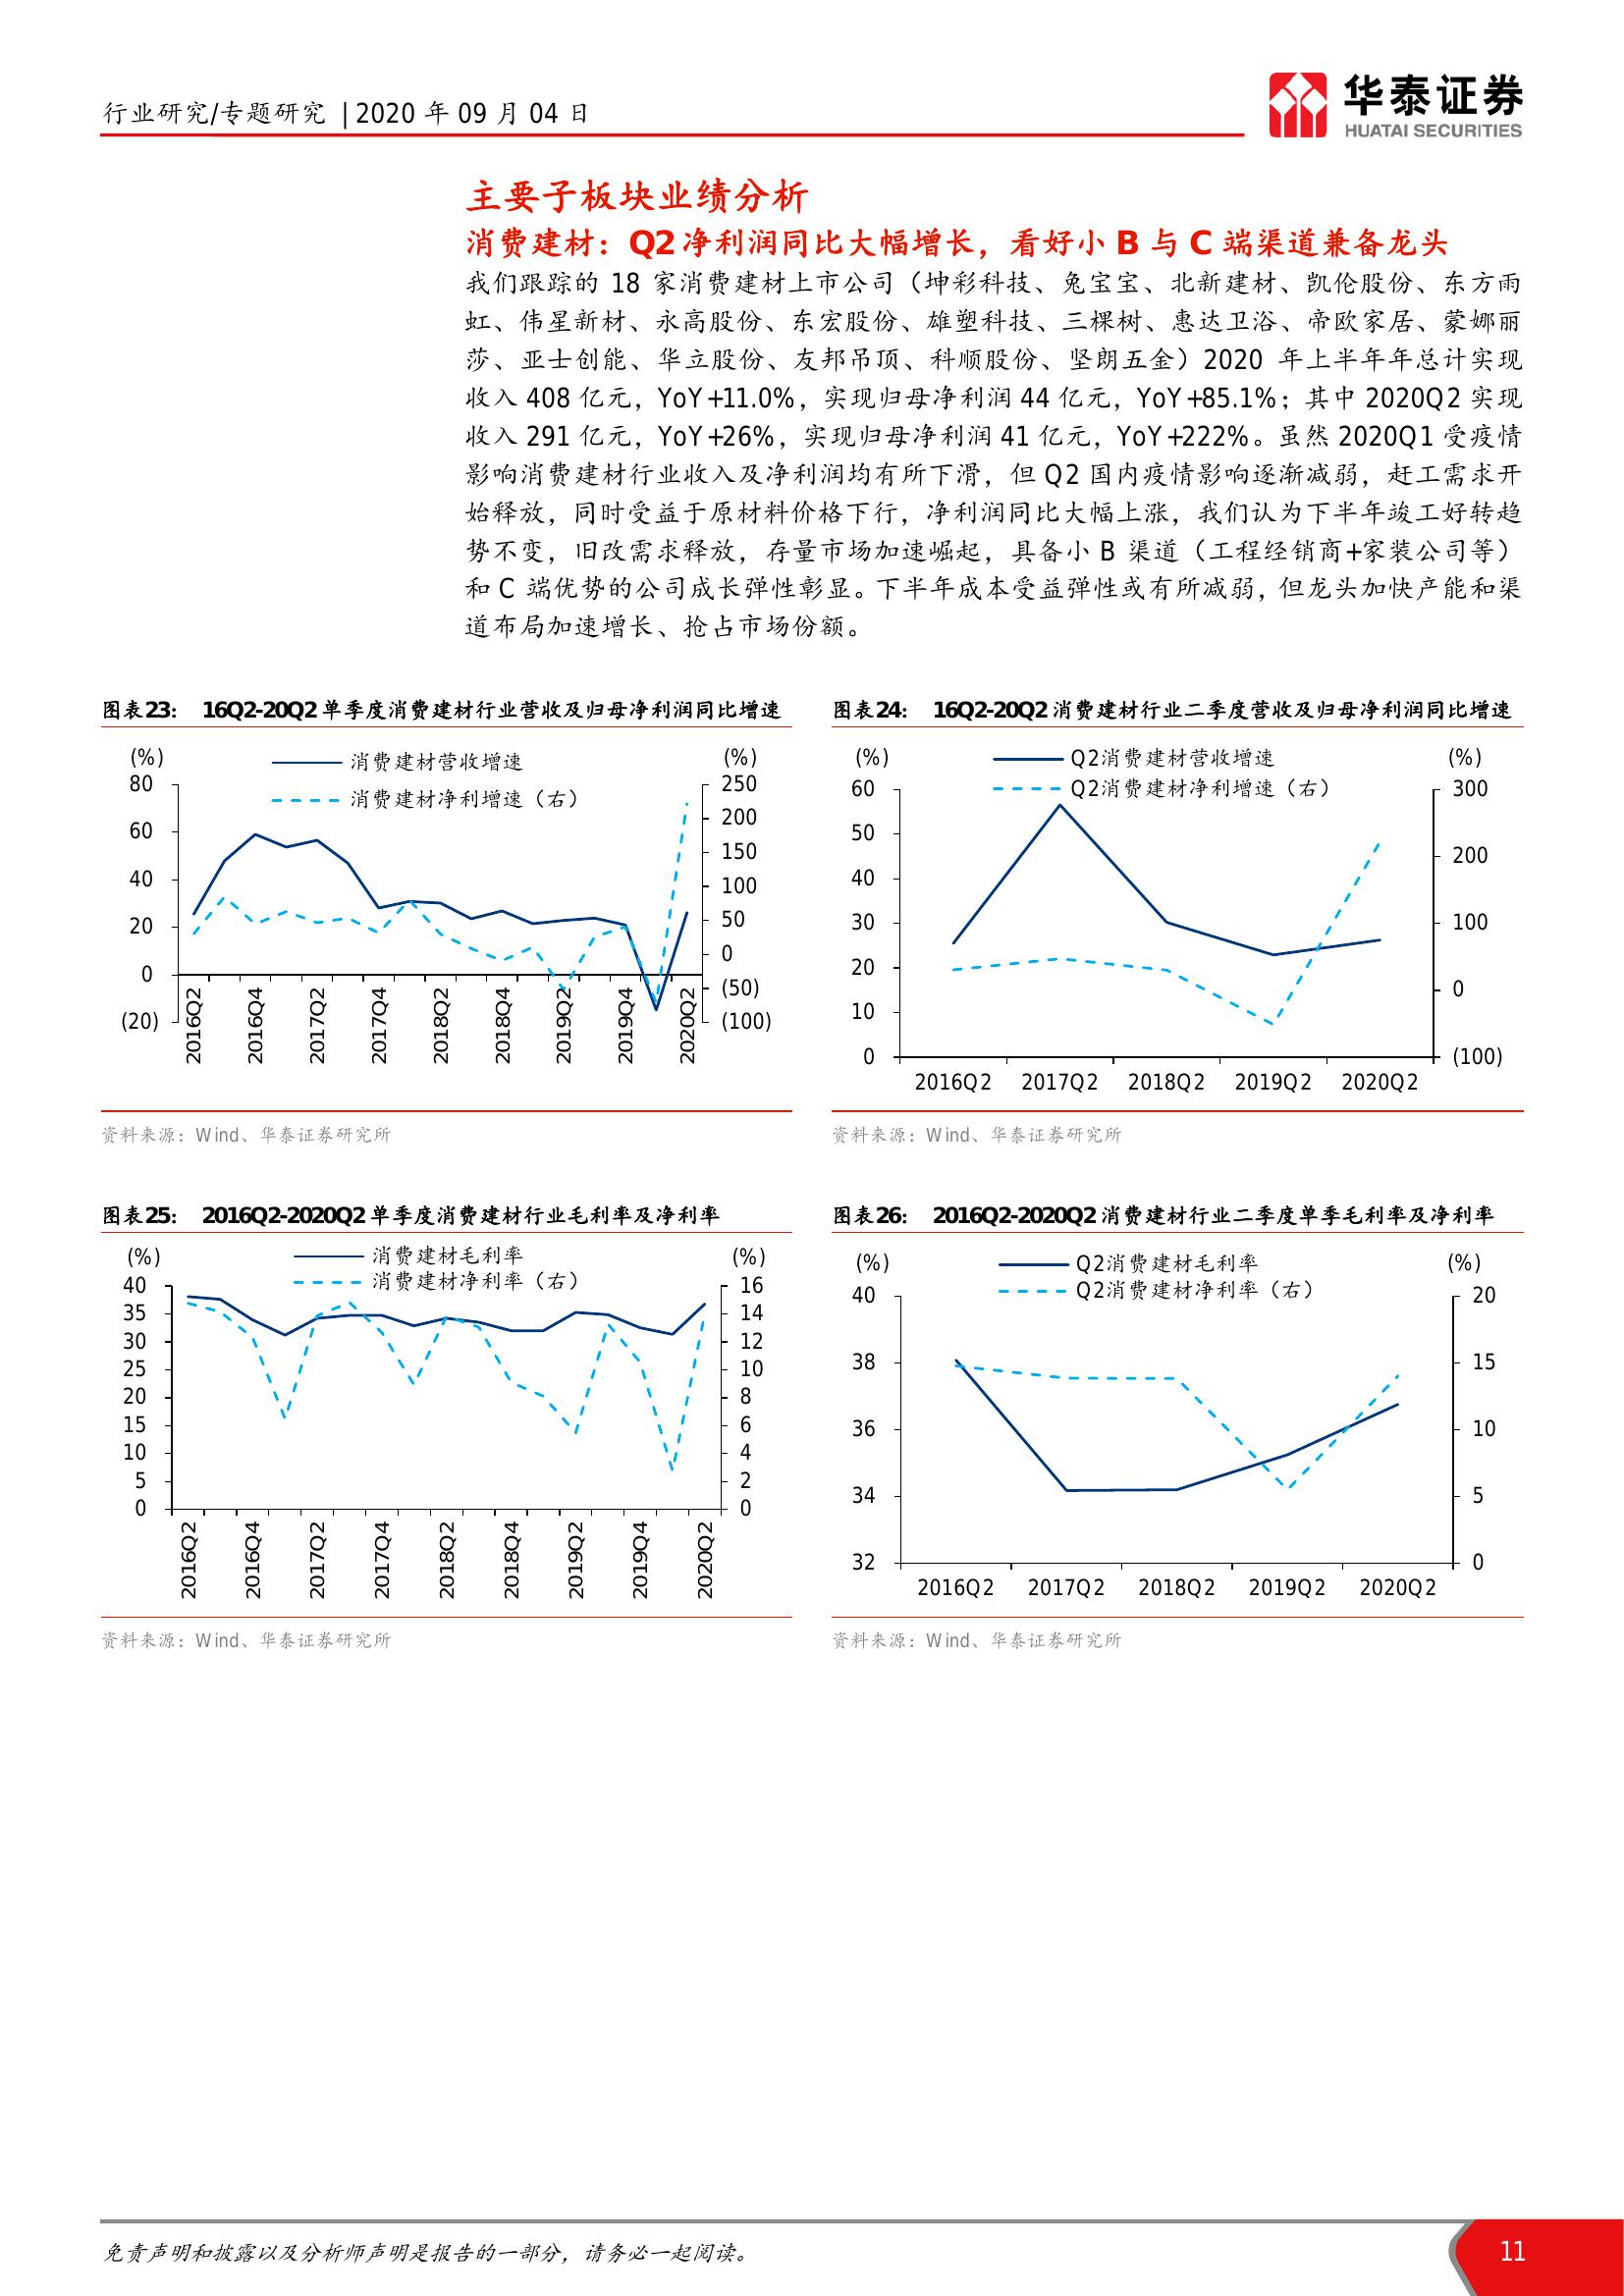 行业研究/专题研究 | 2020 年 09 月 04 日
华泰证券
HUATAI SECURITIES
主要子板块业绩分析
消费建材：Q2 净利润同比大幅增长，看好小 B 与 C 端渠道兼备龙头
我们跟踪的 18 家消费建材上市公司（坤彩科技、兔宝宝、北新建材、凯伦股份、东方雨
虹、伟星新材、永高股份、东宏股份、雄塑科技、三棵树、惠达卫浴、帝欧家居、蒙娜丽
莎、亚士创能、华立股份、友邦吊顶、科顺股份、坚朗五金）2020 年上半年年总计实现
收入 408 亿元，YoY+11.0%，实现归母净利润 44 亿元，YoY+85.1%；其中 2020Q2 实现
收入 291 亿元，YoY+26%，实现归母净利润 41 亿元，YoY+222%。虽然 2020Q1 受疫情
影响消费建材行业收入及净利润均有所下滑，但 Q2 国内疫情影响逐渐减弱，赶工需求开
始释放，同时受益于原材料价格下行，净利润同比大幅上涨，我们认为下半年竣工好转趋
势不变，旧改需求释放，存量市场加速崛起，具备小 B 渠道（工程经销商+家装公司等）
和 C 端优势的公司成长弹性彰显。下半年成本受益弹性或有所减弱，但龙头加快产能和渠
道布局加速增长、抢占市场份额。
图表23： 16Q2-20Q2 单季度消费建材行业营收及归母净利润同比增速
(%)
(%)
消费建材营收增速
消费建材净利增速（右）
80
60
40
20
0
(20)
250
200
150
100
50
0
(50)
(100)
2016Q2
2016Q4
2017Q2
2017Q4
2018Q2
2018Q4
2019Q2
2019Q4
2020Q2
资料来源：Wind、华泰证券研究所
图表24： 16Q2-20Q2 消费建材行业二季度营收及归母净利润同比增速
(%)
(%)
Q2消费建材营收增速
Q2消费建材净利增速（右）
60
50
40
30
20
10
0
300
200
100
0
(100)
2016Q2 2017Q2 2018Q2 2019Q2 2020Q2
资料来源：Wind、华泰证券研究所
图表25： 2016Q2-2020Q2 单季度消费建材行业毛利率及净利率
(%)
(%)
消费建材毛利率
消费建材净利率（右）
40
35
30
25
20
15
10
5
0
16
14
12
10
8
6
4
2
0
2016Q2
2016Q4
2017Q2
2017Q4
2018Q2
2018Q4
2019Q2
2019Q4
2020Q2
资料来源：Wind、华泰证券研究所
图表26： 2016Q2-2020Q2 消费建材行业二季度单季毛利率及净利率
(%)
(%)
Q2消费建材毛利率
Q2消费建材净利率（右）
40
38
36
34
32
20
15
10
5
0
2016Q2 2017Q2 2018Q2 2019Q2 2020Q2
资料来源：Wind、华泰证券研究所
免责声明和披露以及分析师声明是报告的一部分，请务必一起阅读。
11